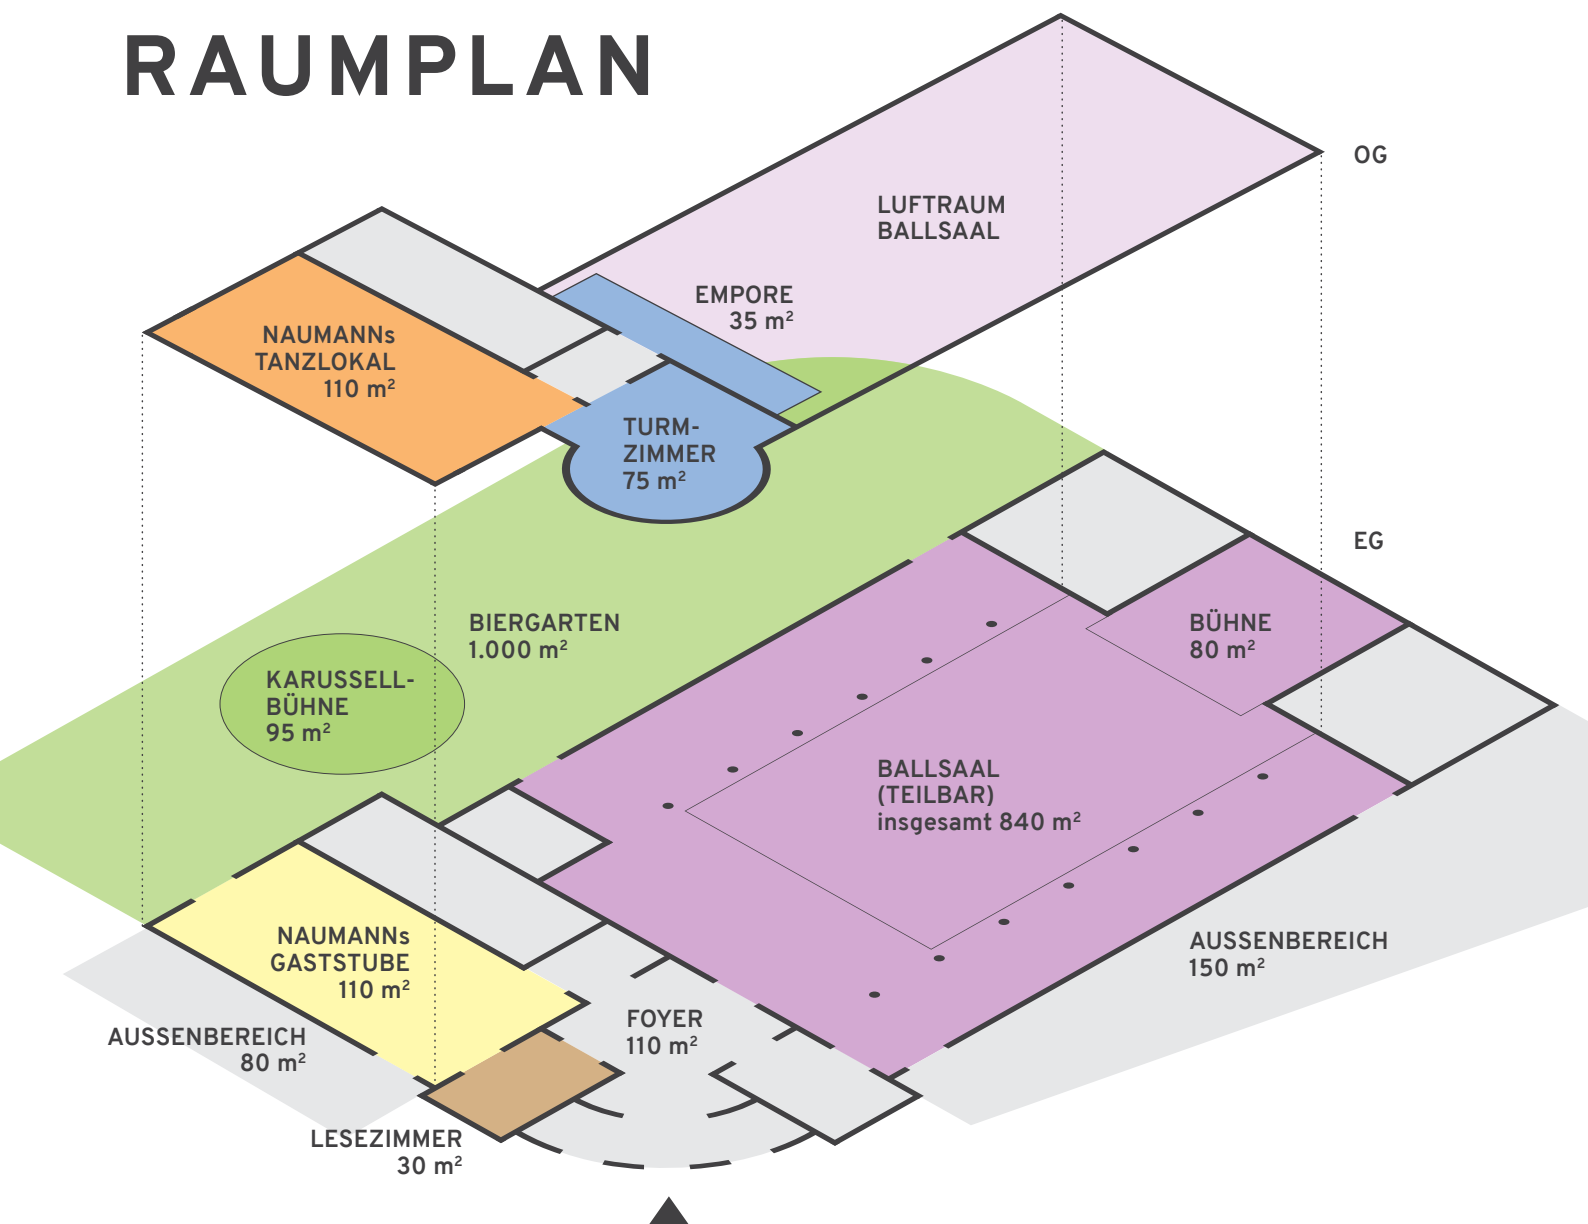 RAUMPLAN
OG
LUFTRAUM
BALLSAAL
EMPORE
35 m²
NAUMANNs
TANZLOKAL
110 m²
TURM-
ZIMMER
75 m²
EG
BIERGARTEN
1.000 m²
BÜHNE
80 m²
KARUSSELL-
BÜHNE
95 m²
BALLSAAL
(TEILBAR)
insgesamt 840 m²
NAUMANNs
GASTSTUBE
110 m²
AUSSENBEREICH
150 m²
FOYER
110 m²
AUSSENBEREICH
80 m²
LESEZIMMER
30 m²